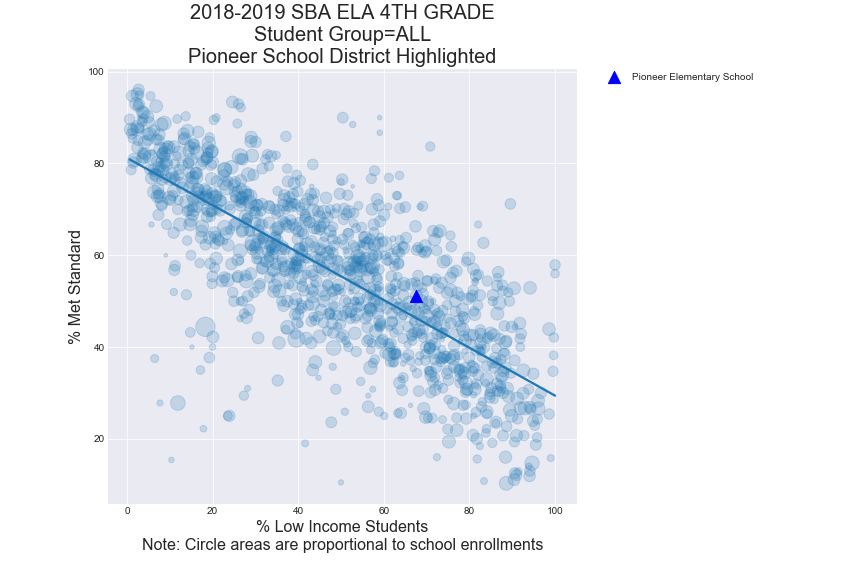 2018-2019 SBA ELA 4TH GRADE
Student Group=ALL
Pioneer School District Highlighted
Pioneer Elementary School
% Met Standard
100
80
60
40
20
0 20 40 60 80 100
% Low Income Students
Note: Circle areas are proportional to school enrollments